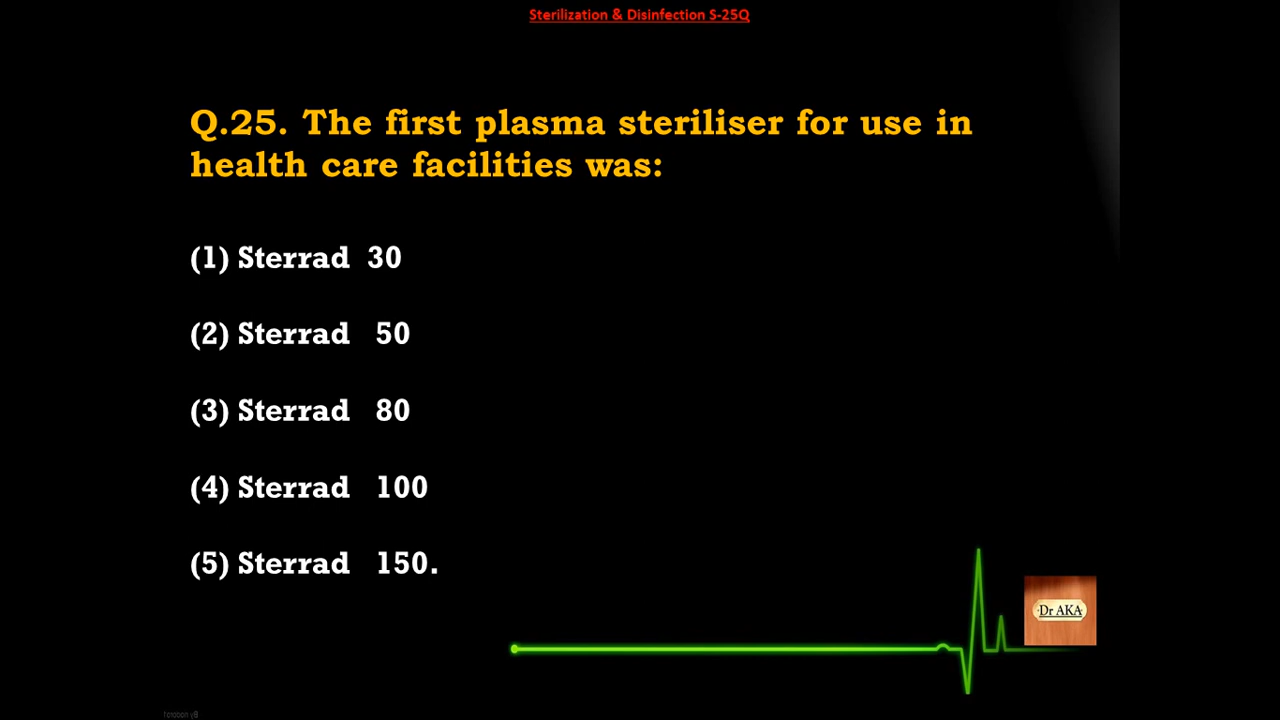 Sterilization & Disinfection S-25Q
Q.25. The first plasma steriliser for use in
health care facilities was:
(1) Sterrad 30
(2) Sterrad 50
(3) Sterrad 80
(4) Sterrad 100
(5) Sterrad 150.
Dr AKA